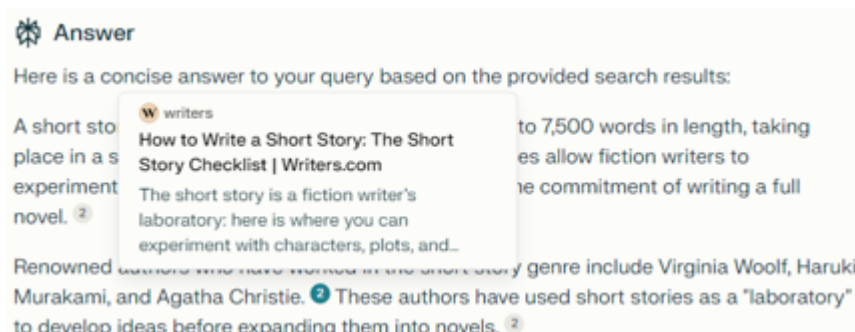 Answer
Here is a concise answer to your query based on the provided search results:
A short sto to 7,500 words in length, taking
place in a s es allow fiction writers to
experiment e commitment of writing a full
novel. 2
W writers
How to Write a Short Story: The Short
Story Checklist | Writers.com
The short story is a fiction writer's
laboratory: here is where you can
experiment with characters, plots, and...
Renowned authors who have worked in the short story genre include Virginia Woolf, Haruki
Murakami, and Agatha Christie. 2 These authors have used short stories as a "laboratory"
to develop ideas before expanding them into novels. 2